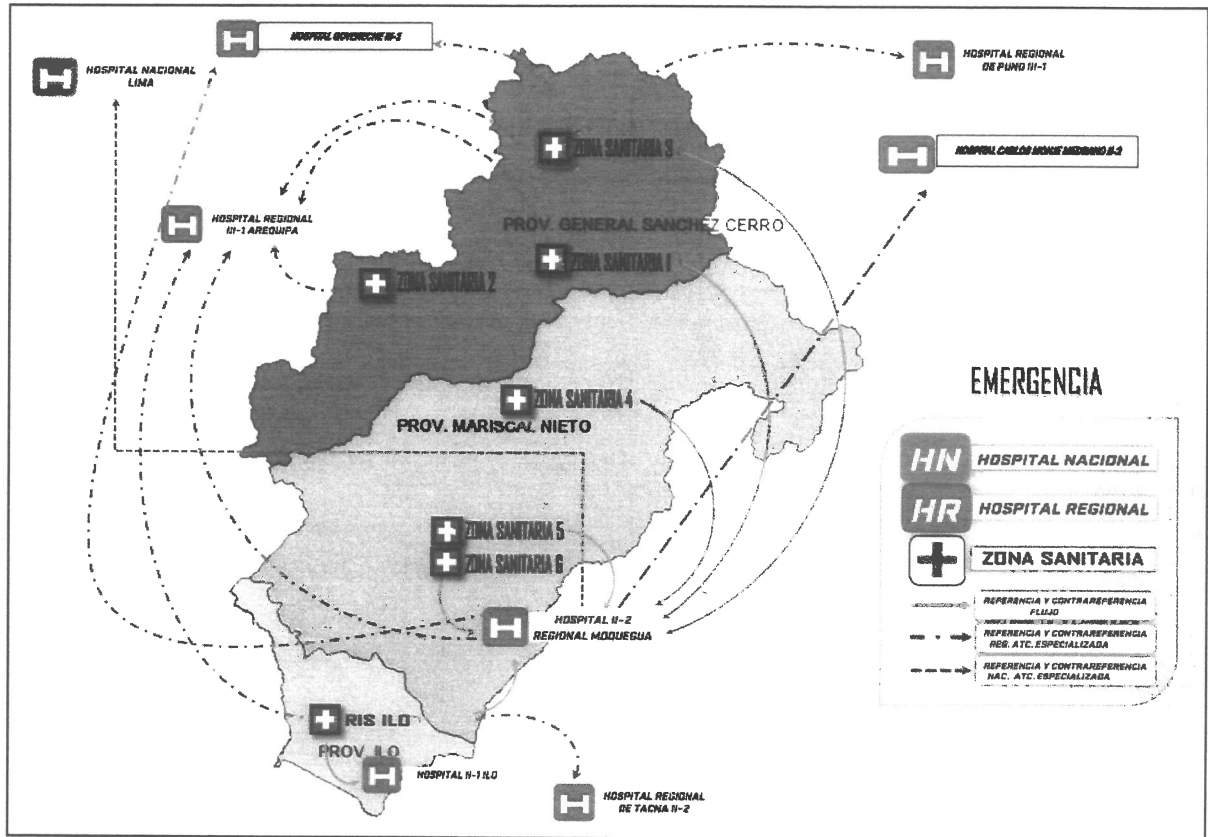 HOSPITAL GOYENECHE III-1
HOSPITAL NACIONAL
LIMA
HOSPITAL REGIONAL
DE PUNO III-1
HOSPITAL CARLOS MONGE MEDRANO II-2
ZONA SANITARIA 3
HOSPITAL REGIONAL
III-1 AREQUIPA
PROV. GENERAL SANCHEZ CERRO
ZONA SANITARIA 1
ZONA SANITARIA 2
ZONA SANITARIA 4
PROV. MARISCAL NIETO
ZONA SANITARIA 5
ZONA SANITARIA 6
HOSPITAL II-2
REGIONAL MOQUEGUA
RIS ILO
PROV. ILO
HOSPITAL II-1 ILO
HOSPITAL REGIONAL
DE TACNA II-2
EMERGENCIA
HN HOSPITAL NACIONAL
HR HOSPITAL REGIONAL
ZONA SANITARIA
REFERENCIA Y CONTRAREFERENCIA
FLUJO
REFERENCIA Y CONTRAREFERENCIA
REG. ATC. ESPECIALIZADA
REFERENCIA Y CONTRAREFERENCIA
NAC. ATC. ESPECIALIZADA